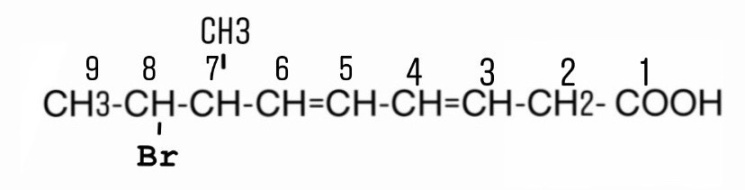 CH3
9 8 7' 6 5 4 3 2 1
CH3-CH-CH-CH=CH-CH=CH-CH2- COOH
Br